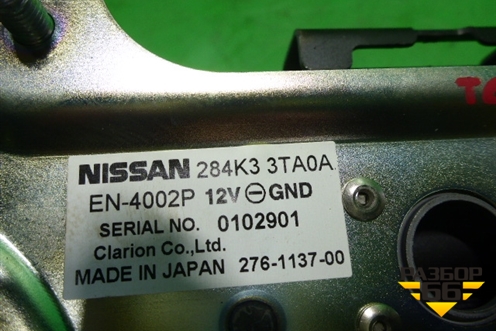 NISSAN 284K3 3TA0A
EN-4002P 12V ⊖ GND
SERIAL NO. 0102901
Clarion Co.,Ltd.
MADE IN JAPAN 276-1137-00
РАЗБОР
66